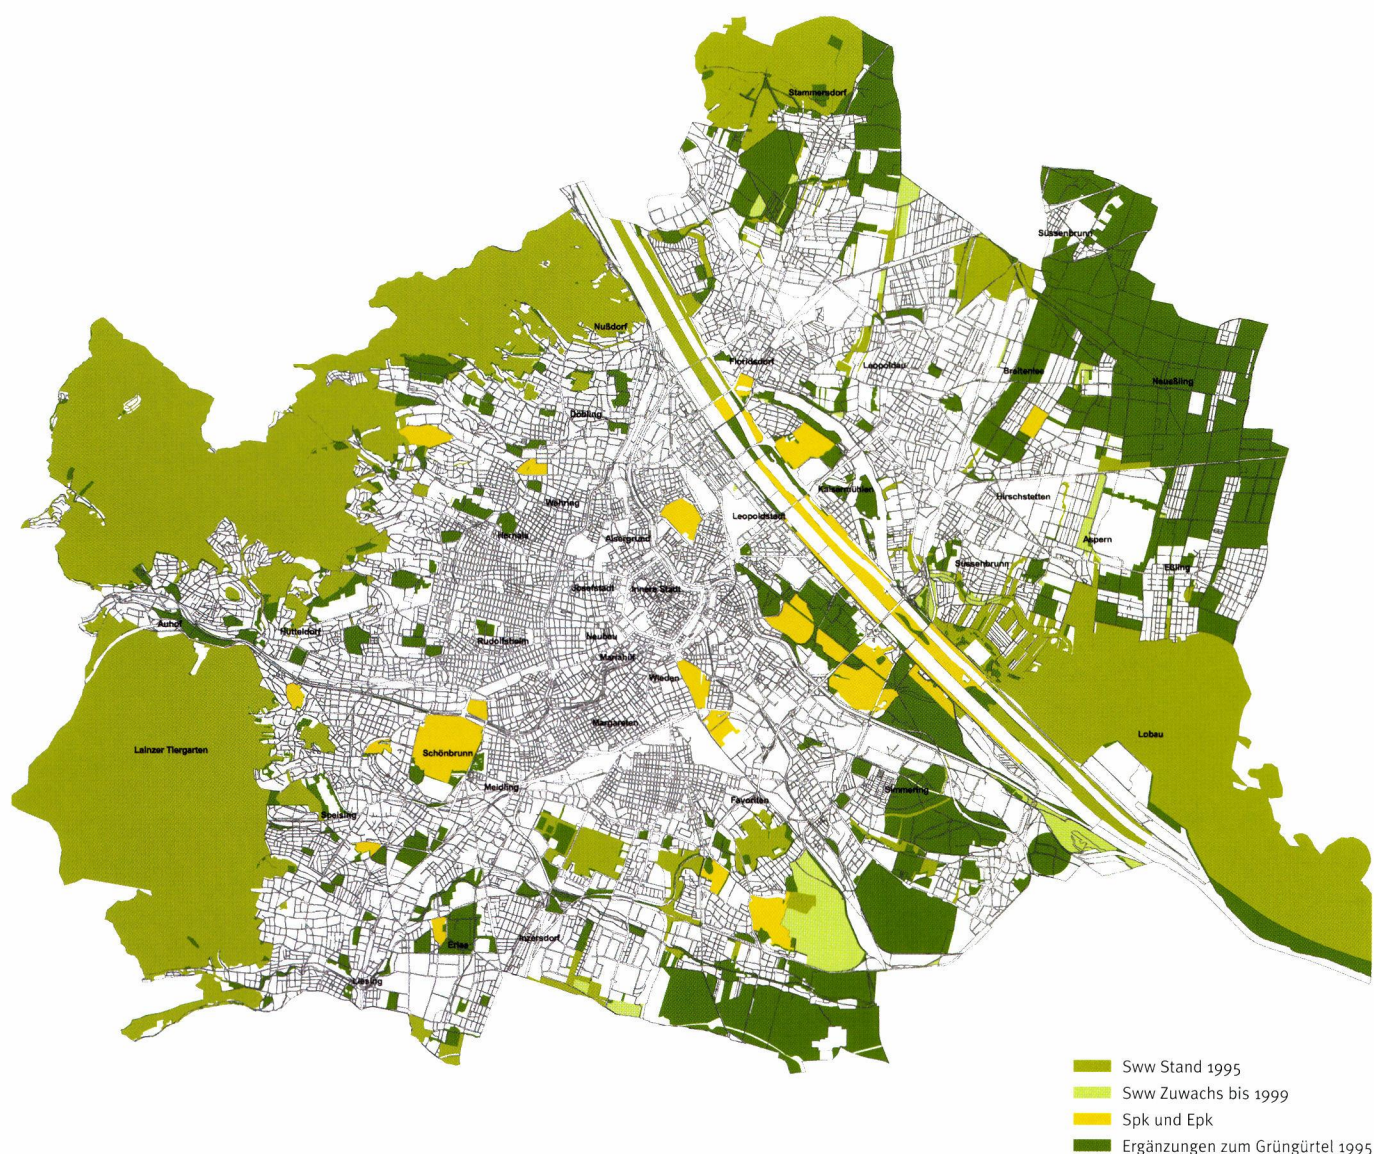 Stammersdorf
Süssenbrunn
Nußdorf
Floridsdorf
Leopoldau
Breitenlee
Neueßling
Döbling
Kaisermühlen
Hirschstetten
Währing
Leopoldstadt
Hernals
Alsergrund
Aspern
Süssenbrunn
Eßling
Josefstadt
Innere Stadt
Auhof
Hütteldorf
Rudolfsheim
Neubau
Mariahilf
Wieden
Margareten
Lainzer Tiergarten
Schönbrunn
Lobau
Meidling
Favoriten
Simmering
Speising
Erlaa
Inzersdorf
Liesing
Sww Stand 1995
Sww Zuwachs bis 1999
Spk und Epk
Ergänzungen zum Grüngürtel 1995